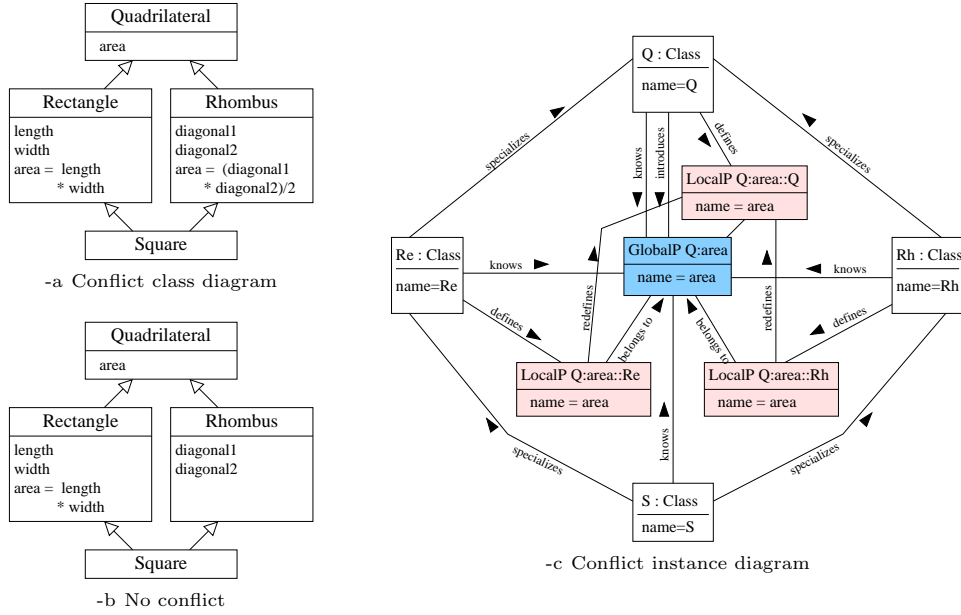 Quadrilateral
area
Rectangle
length
width
area = length
* width
Rhombus
diagonal1
diagonal2
area = (diagonal1
* diagonal2)/2
Square
-a Conflict class diagram
Quadrilateral
area
Rectangle
length
width
area = length
* width
Rhombus
diagonal1
diagonal2
Square
-b No conflict
Q : Class
name=Q
specializes
specializes
knows
introduces
defines
LocalP Q:area::Q
name = area
Re : Class
name=Re
knows
GlobalP Q:area
name = area
knows
Rh : Class
name=Rh
defines
redefines
belongs to
belongs to
redefines
defines
LocalP Q:area::Re
name = area
LocalP Q:area::Rh
name = area
specializes
knows
specializes
S : Class
name=S
-c Conflict instance diagram